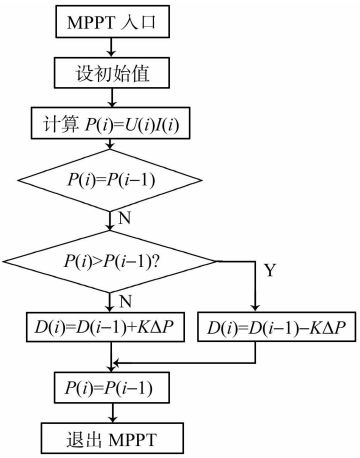 MPPT 入口
设初始值
计算 P(i)=U(i)I(i)
P(i)=P(i−1)
N
P(i)>P(i−1)?
Y
N
D(i)=D(i−1)+KΔP
D(i)=D(i−1)−KΔP
P(i)=P(i−1)
退出 MPPT